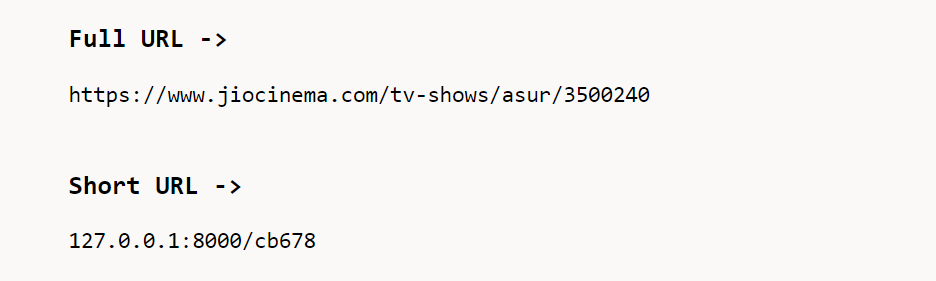 Full URL ->
https://www.jiocinema.com/tv-shows/asur/3500240
Short URL ->
127.0.0.1:8000/cb678